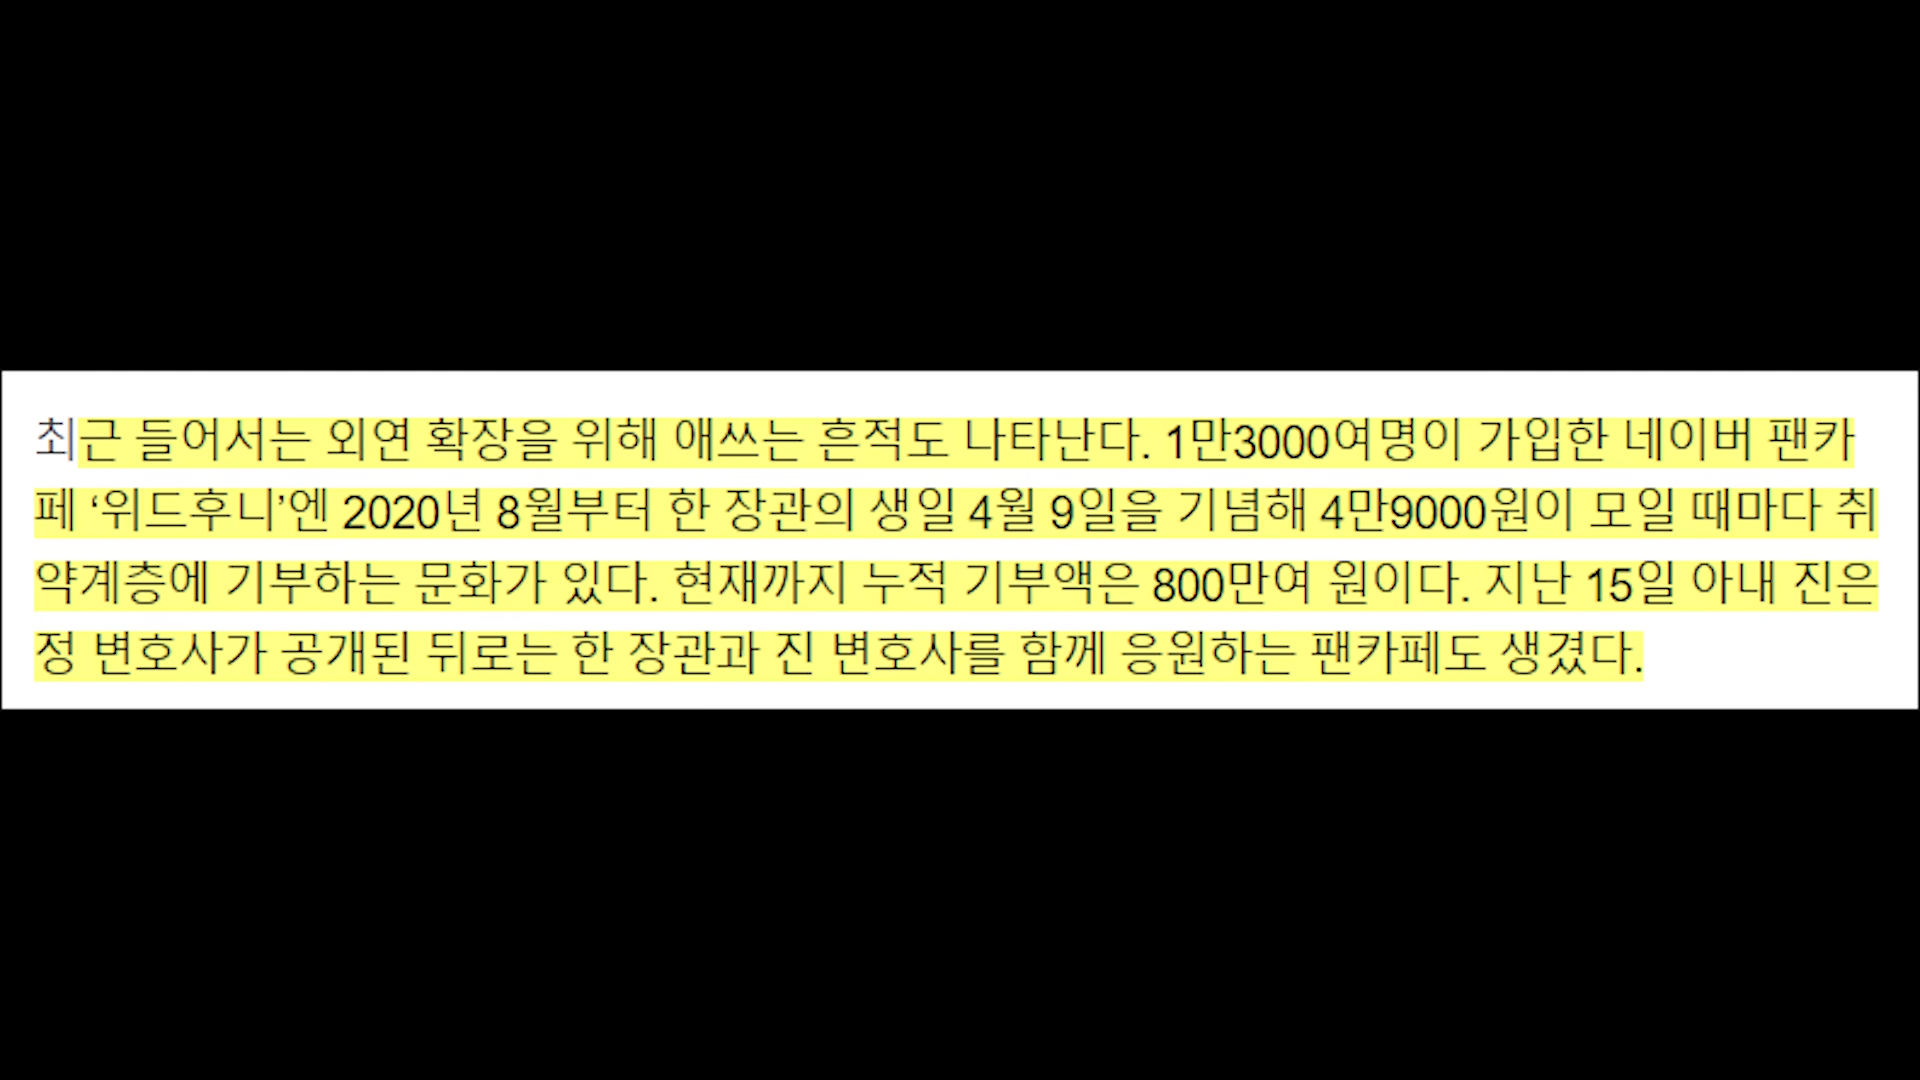 최근 들어서는 외연 확장을 위해 애쓰는 흔적도 나타난다. 1만3000여명이 가입한 네이버 팬카
페 ‘위드후니’엔 2020년 8월부터 한 장관의 생일 4월 9일을 기념해 4만9000원이 모일 때마다 취
약계층에 기부하는 문화가 있다. 현재까지 누적 기부액은 800만여 원이다. 지난 15일 아내 진은
정 변호사가 공개된 뒤로는 한 장관과 진 변호사를 함께 응원하는 팬카페도 생겼다.